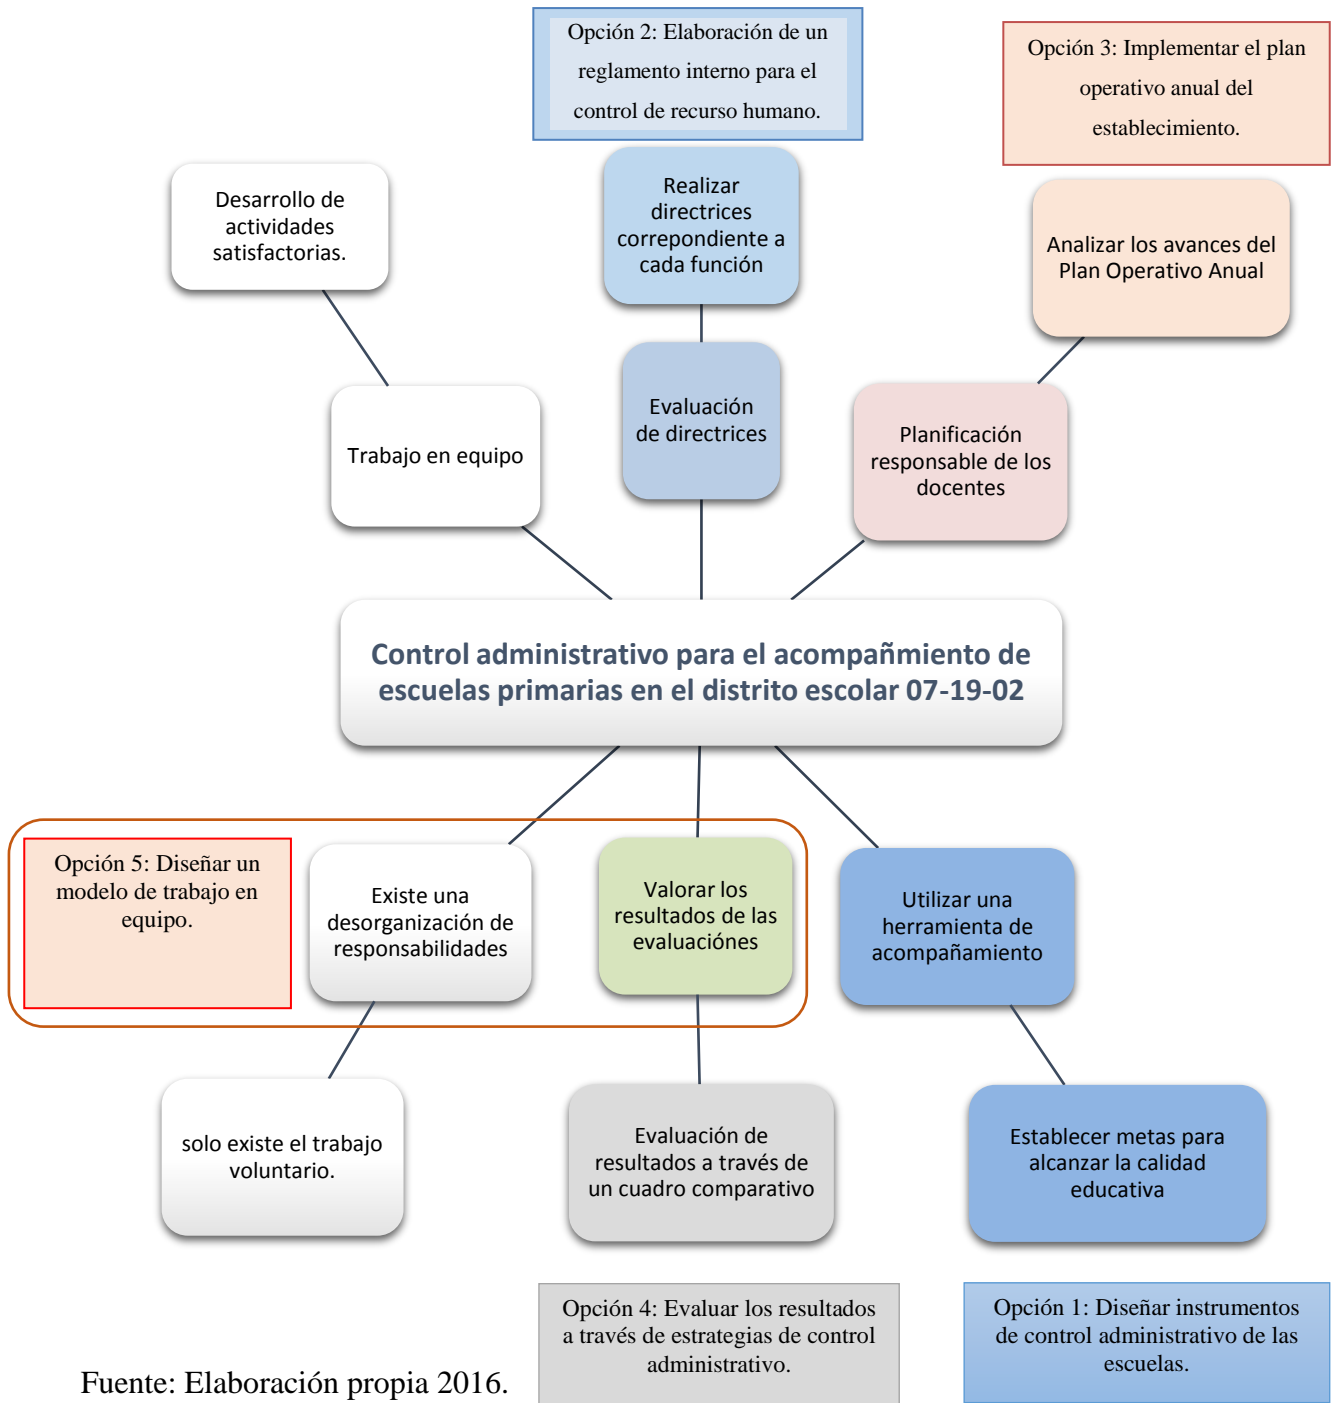 Opción 2: Elaboración de un
reglamento interno para el
control de recurso humano.
Opción 3: Implementar el plan
operativo anual del
establecimiento.
Desarrollo de
actividades
satisfactorias.
Realizar
directrices
correpondiente a
cada función
Analizar los avances del
Plan Operativo Anual
Trabajo en equipo
Evaluación
de directrices
Planificación
responsable de los
docentes
Control administrativo para el acompañmiento de
escuelas primarias en el distrito escolar 07-19-02
Opción 5: Diseñar un
modelo de trabajo en
equipo.
Existe una
desorganización de
responsabilidades
Valorar los
resultados de las
evaluaciónes
Utilizar una
herramienta de
acompañamiento
solo existe el trabajo
voluntario.
Evaluación de
resultados a través de
un cuadro comparativo
Establecer metas para
alcanzar la calidad
educativa
Opción 4: Evaluar los resultados
a través de estrategias de control
administrativo.
Opción 1: Diseñar instrumentos
de control administrativo de las
escuelas.
Fuente: Elaboración propia 2016.